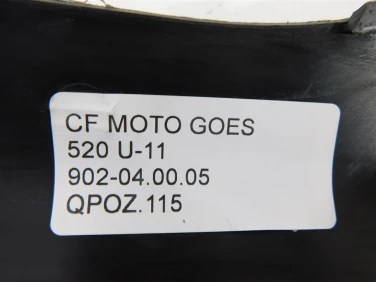 CF MOTO GOES
520 U-11
902-04.00.05
QPOZ.115